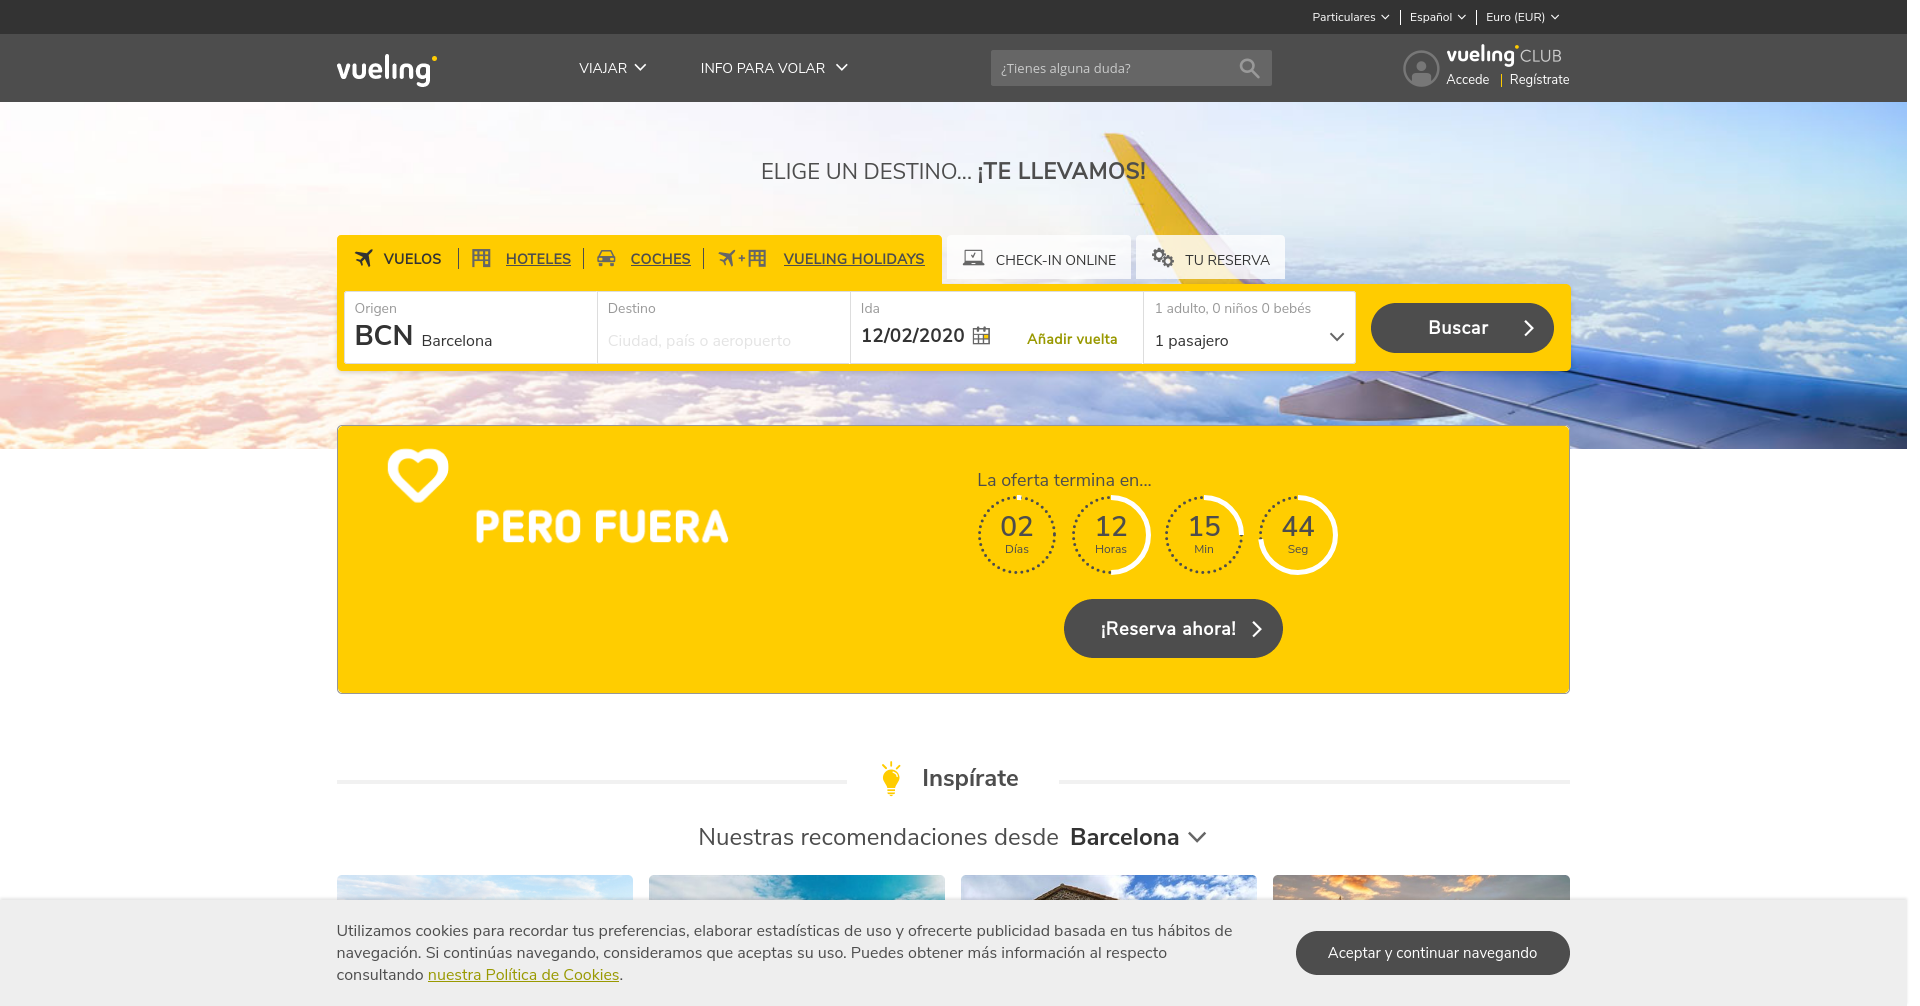 Particulares
Español
Euro (EUR)
vueling
VIAJAR
INFO PARA VOLAR
¿Tienes alguna duda?
vueling CLUB
Accede | Regístrate
ELIGE UN DESTINO... ¡TE LLEVAMOS!
VUELOS
HOTELES
COCHES
+ VUELING HOLIDAYS
CHECK-IN ONLINE
TU RESERVA
Origen
BCN Barcelona
Destino
Ciudad, país o aeropuerto
Ida
12/02/2020
Añadir vuelta
1 adulto, 0 niños 0 bebés
1 pasajero
Buscar
PERO FUERA
La oferta termina en...
02 12 15 44
Días Horas Min Seg
¡Reserva ahora!
Inspírate
Nuestras recomendaciones desde Barcelona
Utilizamos cookies para recordar tus preferencias, elaborar estadísticas de uso y ofrecerte publicidad basada en tus hábitos de
navegación. Si continúas navegando, consideramos que aceptas su uso. Puedes obtener más información al respecto
consultando nuestra Política de Cookies.
Aceptar y continuar navegando